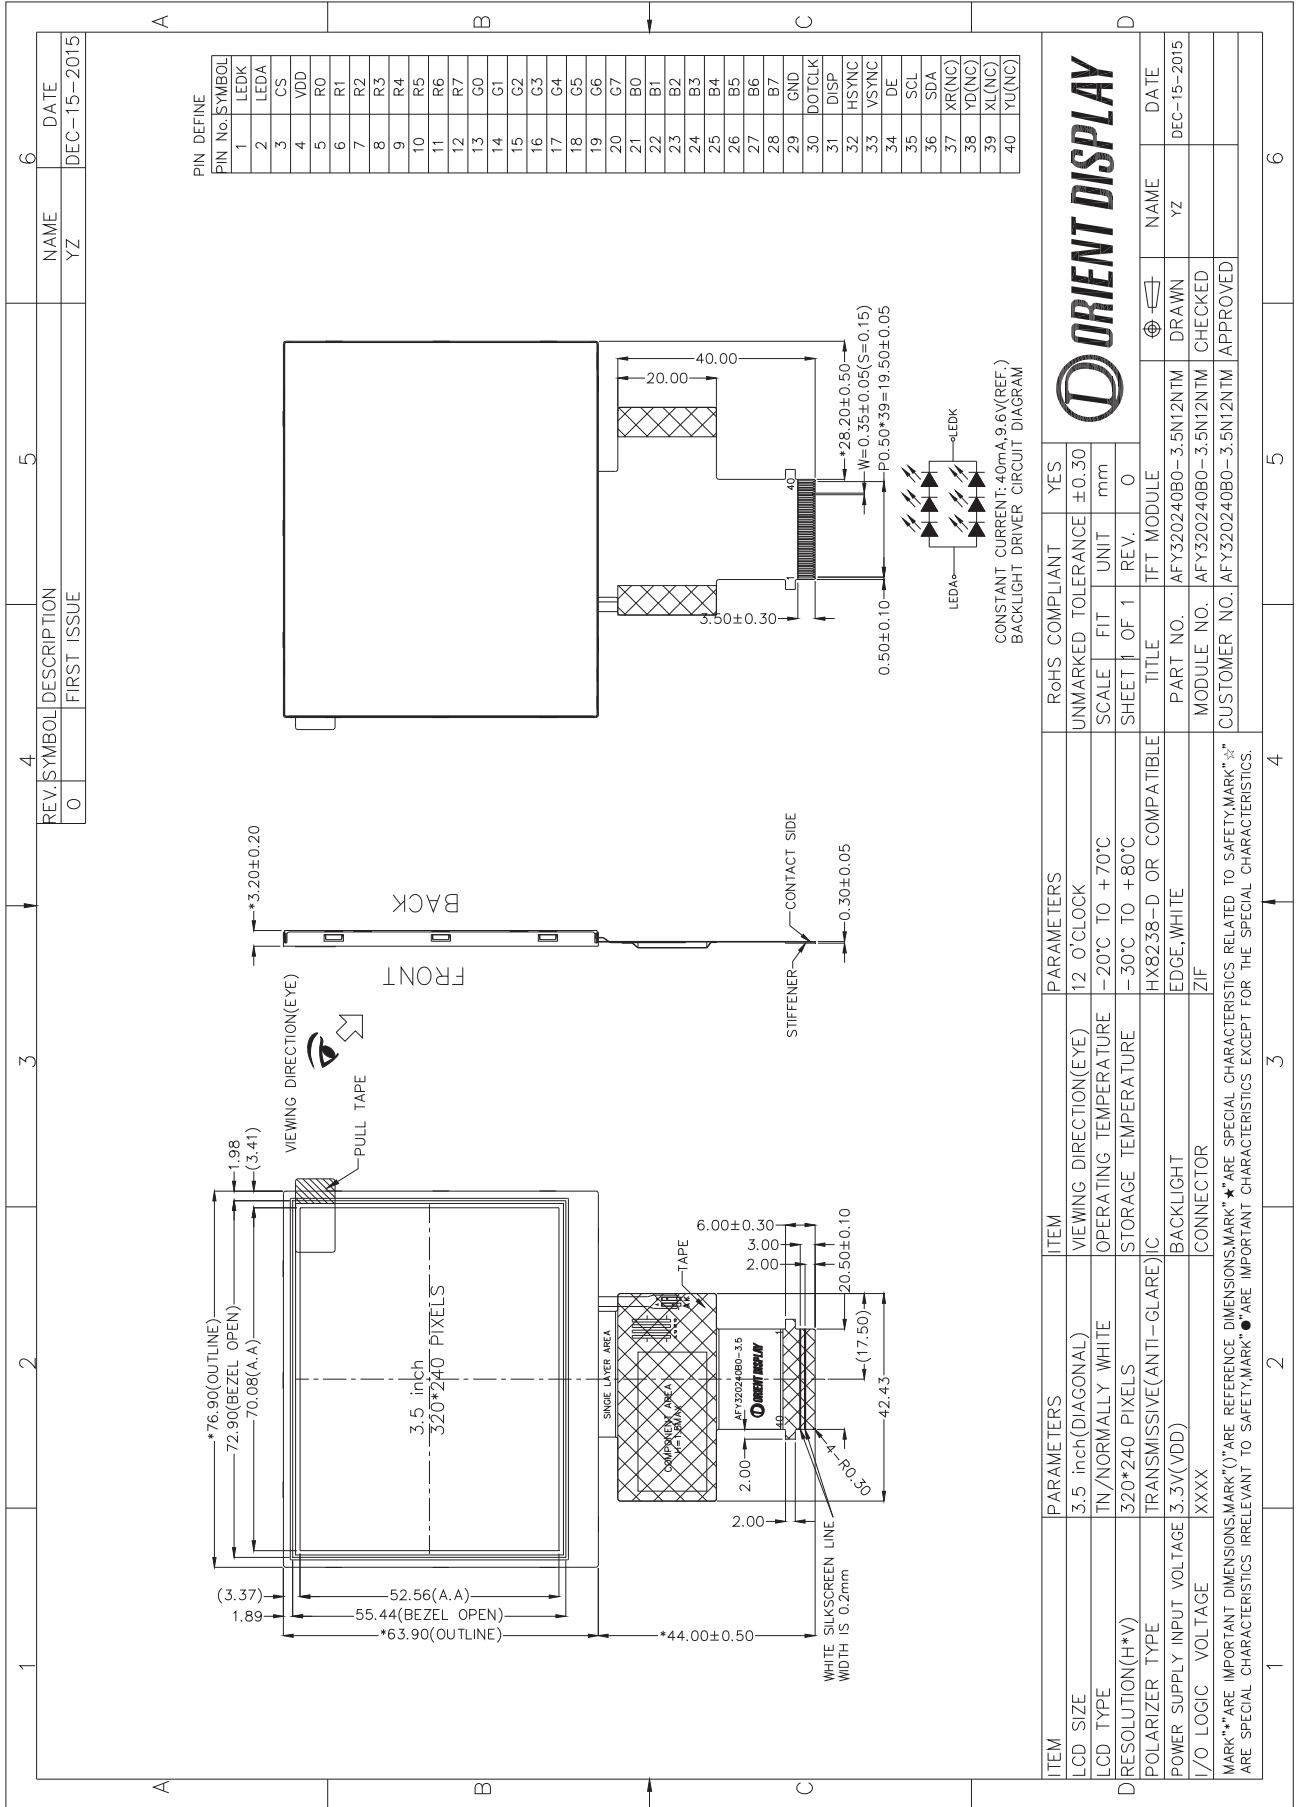 1
2
3
4
5
6
A
B
C
D
REV. SYMBOL DESCRIPTION NAME DATE
0 FIRST ISSUE YZ DEC-15-2015
*76.90(OUTLINE)
72.90(BEZEL OPEN)
70.08(A.A)
1.98
(3.41)
(3.37)
1.89
52.56(A.A)
55.44(BEZEL OPEN)
*63.90(OUTLINE)
*44.00±0.50
3.5 inch
320*240 PIXELS
PULL TAPE
VIEWING DIRECTION(EYE)
SINGlE LAYER AREA
COMPONENT AREA
TAPE
AFY320240B0-3.5
ORIENT DISPLAY
40
1
6.00±0.30
3.00
2.00
20.50±0.10
(17.50)
42.43
2.00
2.00
4-R0.30
WHITE SILKSCREEN LINE
WIDTH IS 0.2mm
*3.20±0.20
FRONT
BACK
STIFFENER
CONTACT SIDE
0.30±0.05
40.00
20.00
1
40
3.50±0.30
0.50±0.10
*28.20±0.50
W=0.35±0.05(S=0.15)
P0.50*39=19.50±0.05
LEDA
LEDK
CONSTANT CURRENT: 40mA,9.6V(REF.)
BACKLIGHT DRIVER CIRCUIT DIAGRAM
PIN DEFINE
PIN No. SYMBOL
1 LEDK
2 LEDA
3 CS
4 VDD
5 R0
6 R1
7 R2
8 R3
9 R4
10 R5
11 R6
12 R7
13 G0
14 G1
15 G2
16 G3
17 G4
18 G5
19 G6
20 G7
21 B0
22 B1
23 B2
24 B3
25 B4
26 B5
27 B6
28 B7
29 GND
30 DOTCLK
31 DISP
32 HSYNC
33 VSYNC
34 DE
35 SCL
36 SDA
37 XR(NC)
38 YD(NC)
39 XL(NC)
40 YU(NC)
ITEM PARAMETERS ITEM PARAMETERS
LCD SIZE 3.5 inch(DIAGONAL) VIEWING DIRECTION(EYE) 12 O'CLOCK
LCD TYPE TN/NORMALLY WHITE OPERATING TEMPERATURE -20℃ TO +70℃
RESOLUTION(H*V) 320*240 PIXELS STORAGE TEMPERATURE -30℃ TO +80℃
POLARIZER TYPE TRANSMISSIVE(ANTI-GLARE) IC HX8238-D OR COMPATIBLE
POWER SUPPLY INPUT VOLTAGE 3.3V(VDD) BACKLIGHT EDGE,WHITE
I/O LOGIC VOLTAGE XXXX CONNECTOR ZIF
MARK"*"ARE IMPORTANT DIMENSIONS,MARK"()"ARE REFERENCE DIMENSIONS,MARK"★"ARE SPECIAL CHARACTERISTICS RELATED TO SAFETY,MARK"☆"
ARE SPECIAL CHARACTERISTICS IRRELEVANT TO SAFETY,MARK"●"ARE IMPORTANT CHARACTERISTICS EXCEPT FOR THE SPECIAL CHARACTERISTICS.
RoHS COMPLIANT YES
UNMARKED TOLERANCE ±0.30
SCALE FIT UNIT mm
SHEET 1 OF 1 REV. 0
ORIENT DISPLAY
TITLE TFT MODULE NAME DATE
PART NO. AFY320240B0-3.5N12NTM DRAWN YZ DEC-15-2015
MODULE NO. AFY320240B0-3.5N12NTM CHECKED
CUSTOMER NO. AFY320240B0-3.5N12NTM APPROVED
A
B
C
D
1
2
3
4
5
6